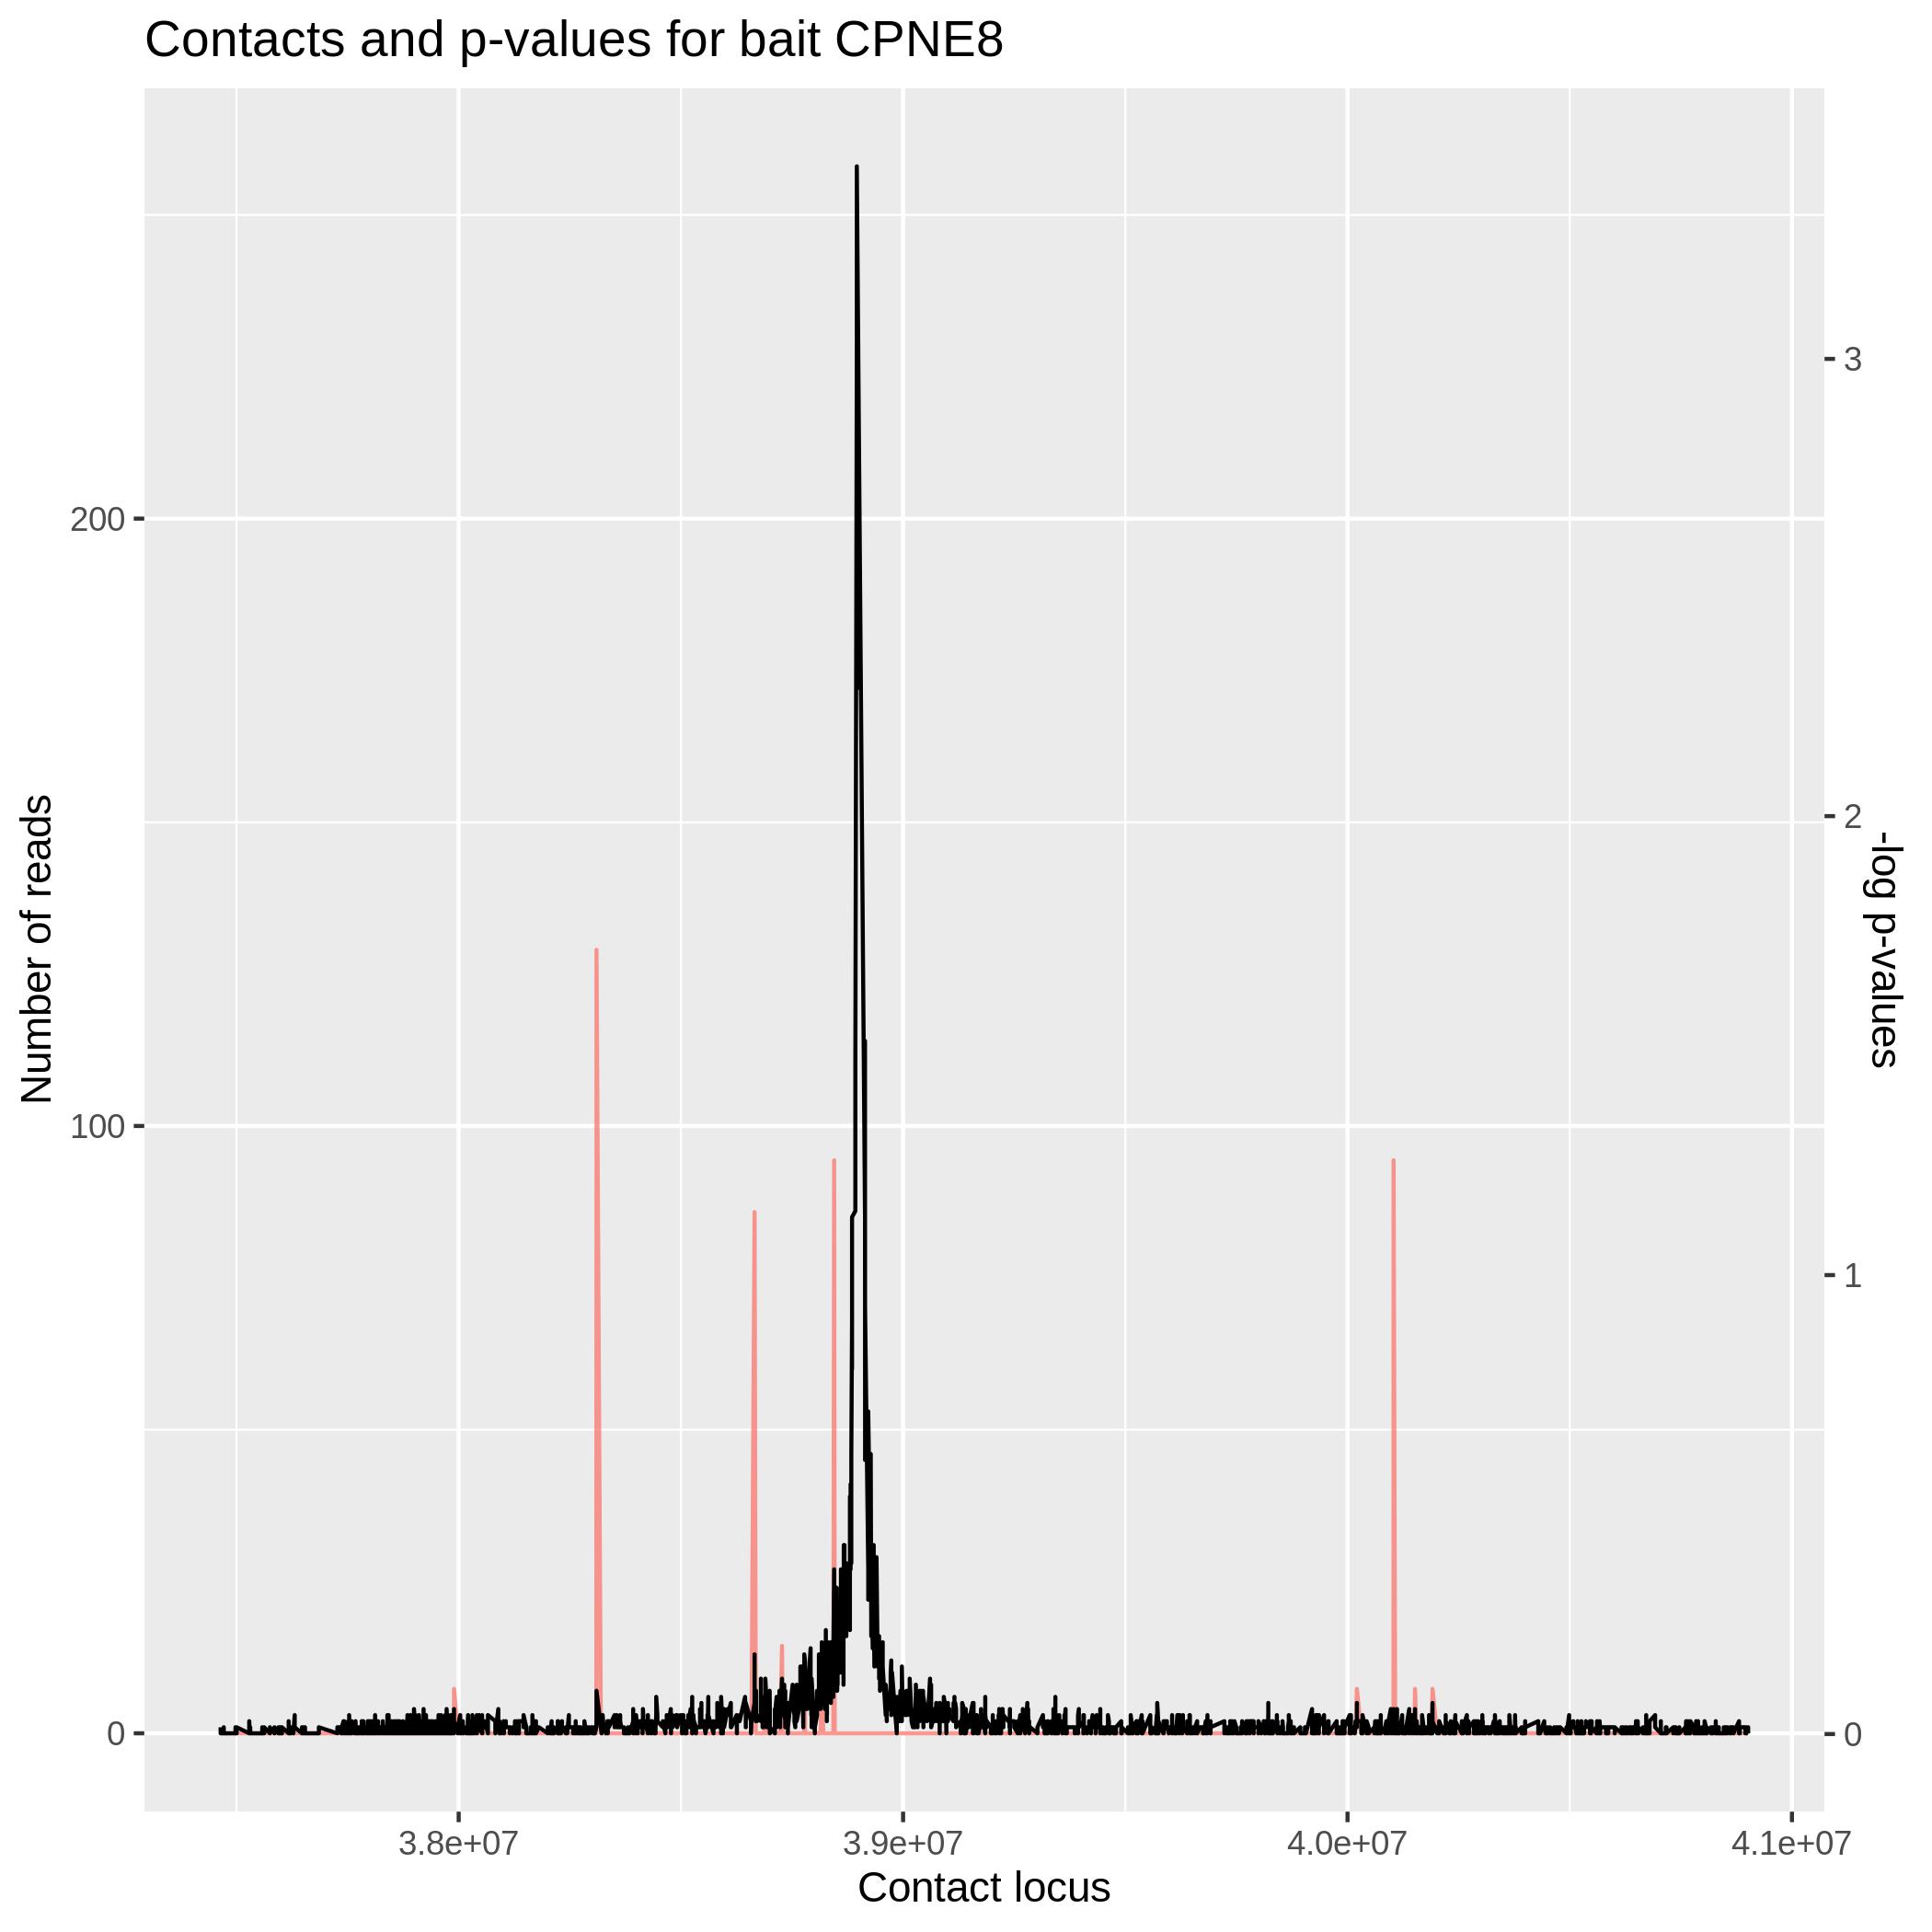 Contacts and p-values for bait CPNE8
Number of reads
200
100
0
3
2
1
0
-log p-values
3.8e+07
3.9e+07
4.0e+07
4.1e+07
Contact locus